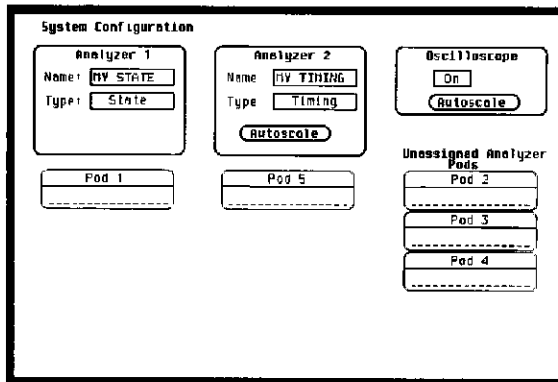 System Configuration
Analyzer 1
Name: MY STATE
Type: State
Analyzer 2
Name MY TIMING
Type Timing
Autoscale
Oscilloscope
On
Autoscale
Pod 1
Pod 5
Unassigned Analyzer
Pods
Pod 2
Pod 3
Pod 4